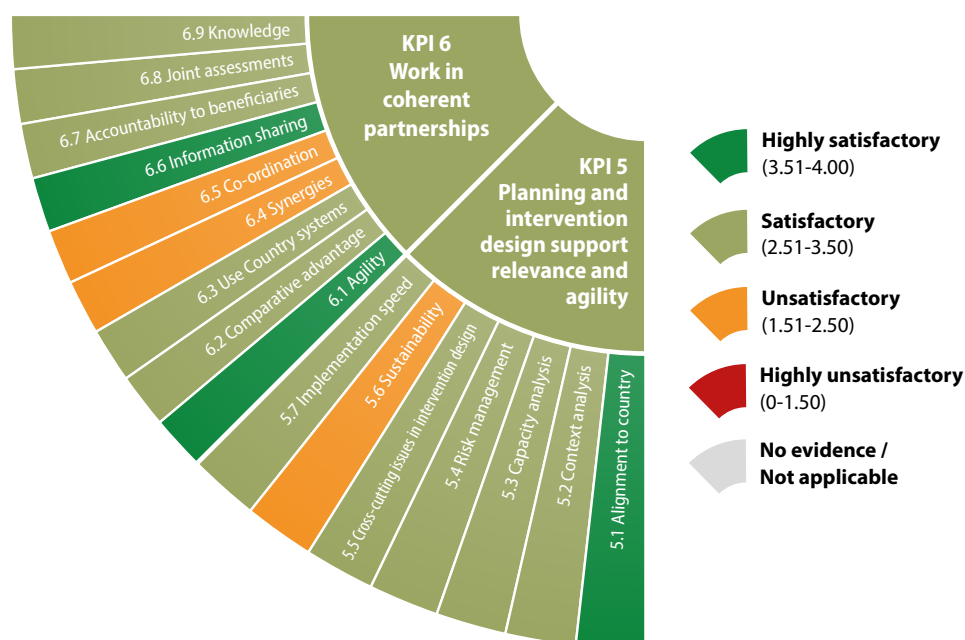 6.9 Knowledge
6.8 Joint assessments
6.7 Accountability to beneficiaries
6.6 Information sharing
6.5 Co-ordination
6.4 Synergies
6.3 Use Country systems
6.2 Comparative advantage
6.1 Agility
5.7 Implementation speed
5.6 Sustainability
5.5 Cross-cutting issues in intervention design
5.4 Risk management
5.3 Capacity analysis
5.2 Context analysis
5.1 Alignment to country
KPI 6
Work in
coherent
partnerships
KPI 5
Planning and
intervention
design support
relevance and
agility
Highly satisfactory
(3.51-4.00)
Satisfactory
(2.51-3.50)
Unsatisfactory
(1.51-2.50)
Highly unsatisfactory
(0-1.50)
No evidence /
Not applicable